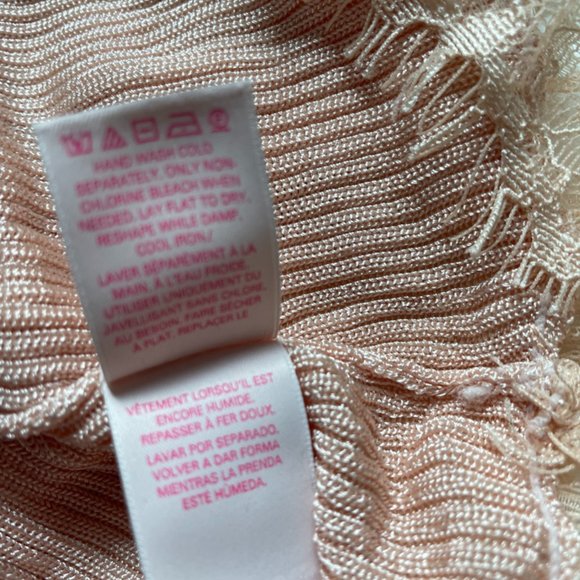 HAND WASH COLD
SEPARATELY. ONLY NON-
CHLORINE BLEACH WHEN
NEEDED. LAY FLAT TO DRY.
RESHAPE WHILE DAMP.
COOL IRON./
LAVER SÉPARÉMENT À LA
MAIN, À L'EAU FROIDE.
UTILISER UNIQUEMENT DU
JAVELLISANT SANS CHLORE,
AU BESOIN. FAIRE SÉCHER
À PLAT. REPLACER LE
VÊTEMENT LORSQU'IL EST
ENCORE HUMIDE.
REPASSER À FER DOUX.
LAVAR POR SEPARADO.
VOLVER A DAR FORMA
MIENTRAS LA PRENDA
ESTÉ HÚMEDA.